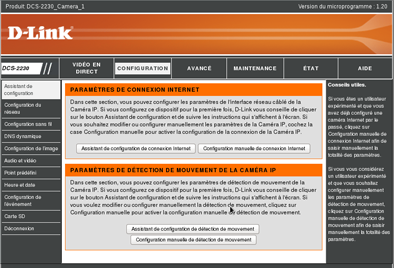 Produit DCS-2230_Camera_1
Version du microprogramme : 1.20
D-Link
DCS-2230
VIDÉO EN
DIRECT
CONFIGURATION
AVANCÉ
MAINTENANCE
ÉTAT
AIDE
Assistant de
configuration
Configuration du
réseau
Configuration sans fil
DNS dynamique
Configuration de l'image
Audio et vidéo
Point prédéfini
Heure et date
Configuration de
l'événement
Carte SD
Déconnexion
PARAMÈTRES DE CONNEXION INTERNET
Dans cette section, vous pouvez configurer les paramètres de l'interface réseau câblé de la
Caméra IP. Si vous configurez ce dispositif pour la première fois, D-Link vous conseille de cliquer
sur le bouton Assistant de configuration et de suivre les instructions qui s'affichent à l'écran. Si
vous souhaitez modifier ou configurer manuellement les paramètres de la Caméra IP, cochez la
case Configuration manuelle pour activer la configuration de la connexion de la Caméra IP.
Assistant de configuration de connexion Internet
Configuration manuelle de connexion Internet
PARAMÈTRES DE DÉTECTION DE MOUVEMENT DE LA CAMÉRA IP
Dans cette section, vous pouvez configurer les paramètres de détection de mouvement de la
Caméra IP. Si vous configurez ce dispositif pour la première fois, D-Link vous conseille de cliquer
sur le bouton Assistant de configuration et de suivre les instructions qui s'affichent à l'écran. Si
vous voulez modifier ou configurer manuellement la détection de mouvement, cliquez sur
Configuration manuelle pour activer la configuration manuelle de détection de mouvement.
Assistant de configuration de détection de mouvement
Configuration manuelle de détection de mouvement
Conseils utiles.
Si vous êtes un utilisateur
expérimenté et que vous
avez déjà configuré une
caméra Internet par le
passé, cliquez sur
Configuration manuelle de
connexion Internet afin de
saisir manuellement la
totalité des paramètres.
Si vous vous considérez
un utilisateur expérimenté
et que vous souhaitez
configurer manuellement
les paramètres de
détection de mouvement,
cliquez sur Configuration
manuelle de détection de
mouvement afin de saisir
manuellement la totalité
des paramètres.